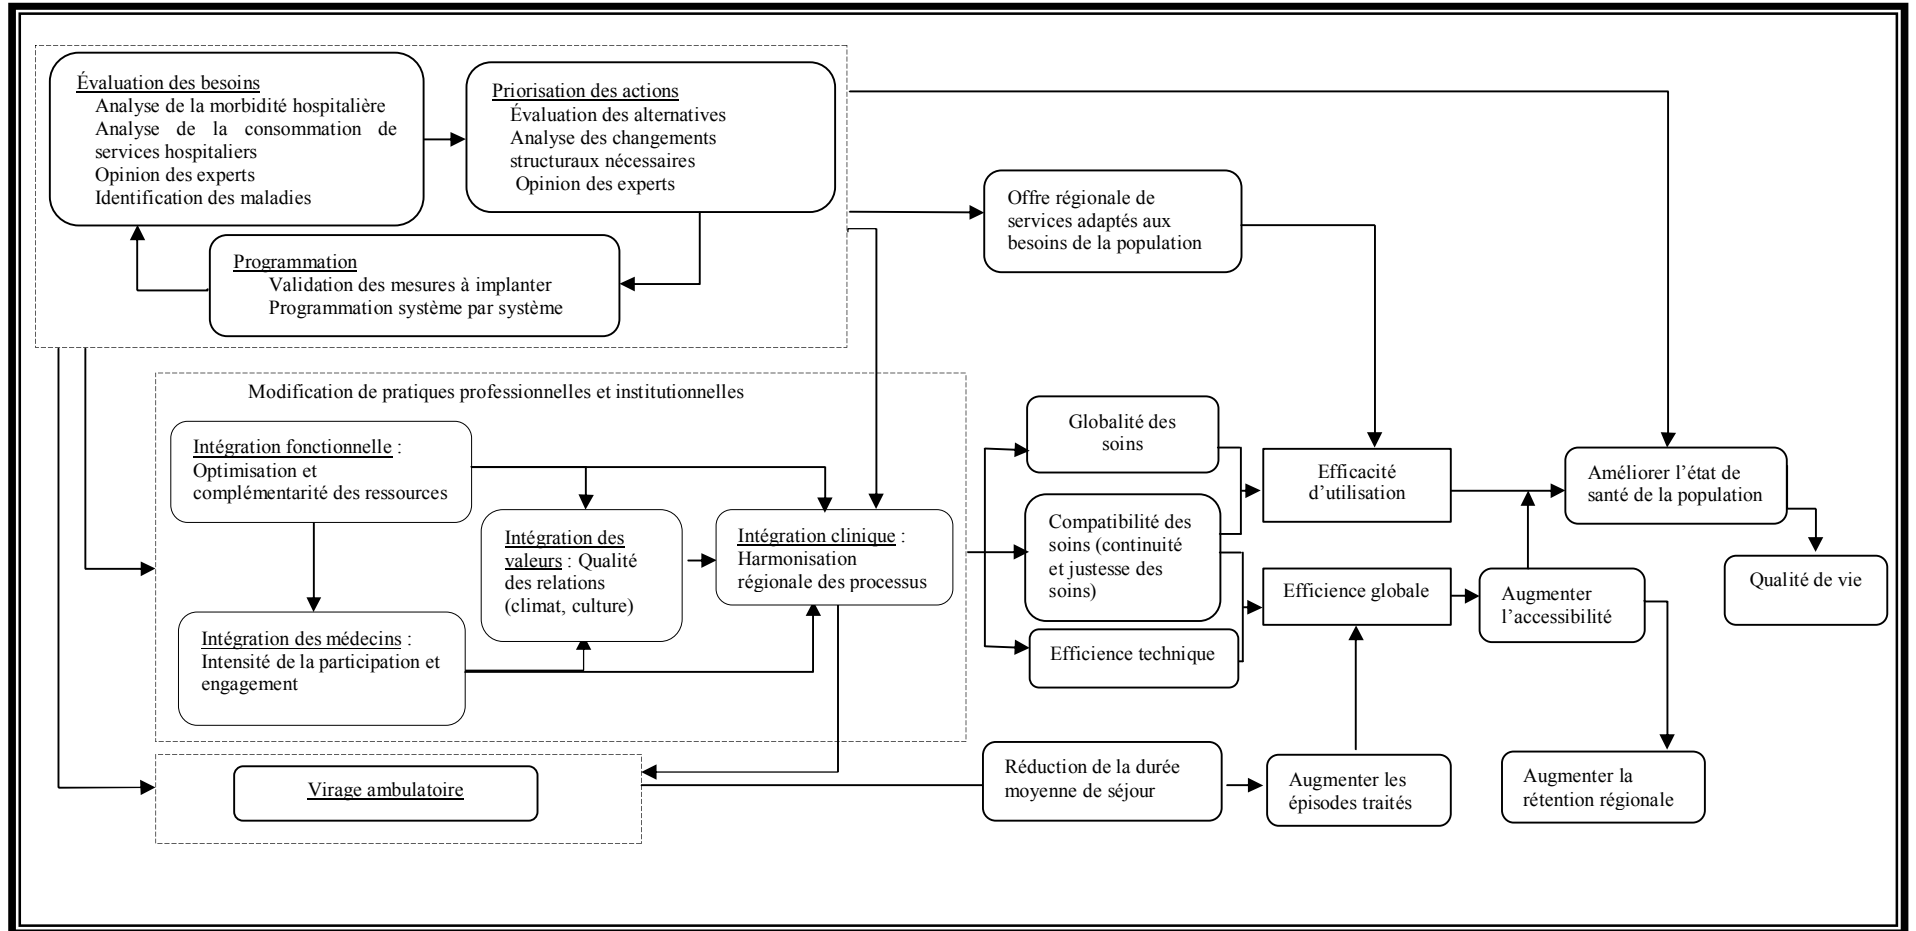 Évaluation des besoins
Analyse de la morbidité hospitalière
Analyse de la consommation de
services hospitaliers
Opinion des experts
Identification des maladies
Priorisation des actions
Évaluation des alternatives
Analyse des changements
structuraux nécessaires
Opinion des experts
Programmation
Validation des mesures à implanter
Programmation système par système
Offre régionale de
services adaptés aux
besoins de la population
Modification de pratiques professionnelles et institutionnelles
Intégration fonctionnelle :
Optimisation et
complémentarité des ressources
Intégration des
valeurs : Qualité
des relations
(climat, culture)
Intégration clinique :
Harmonisation
régionale des processus
Intégration des médecins :
Intensité de la participation et
engagement
Globalité des
soins
Compatibilité des
soins (continuité
et justesse des
soins)
Efficience technique
Efficacité
d’utilisation
Efficience globale
Améliorer l’état de
santé de la population
Augmenter
l’accessibilité
Qualité de vie
Virage ambulatoire
Réduction de la durée
moyenne de séjour
Augmenter les
épisodes traités
Augmenter la
rétention régionale